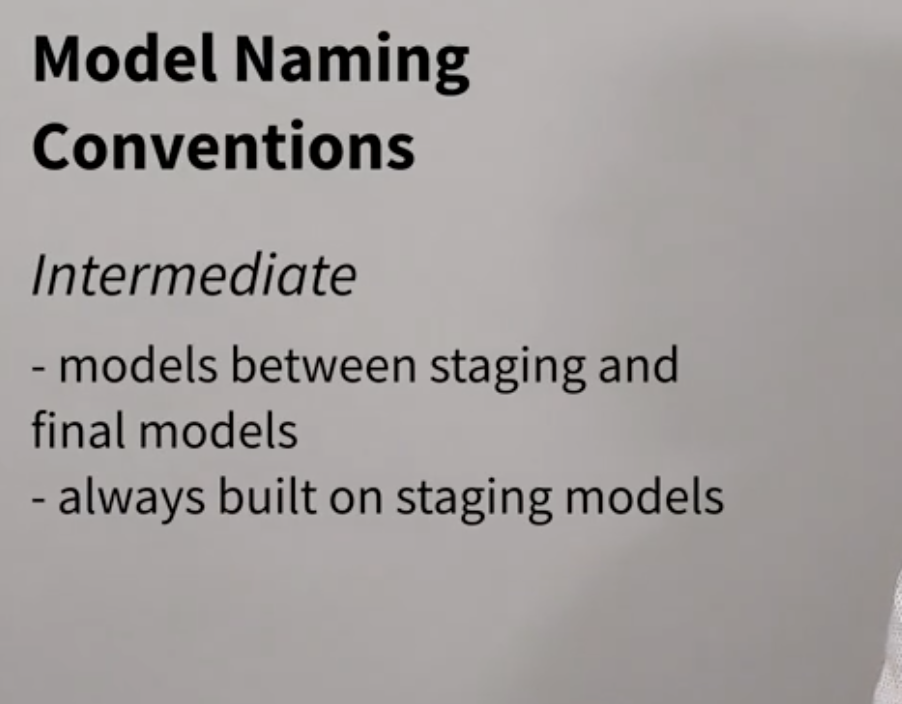 Model Naming
Conventions
Intermediate
- models between staging and
final models
- always built on staging models